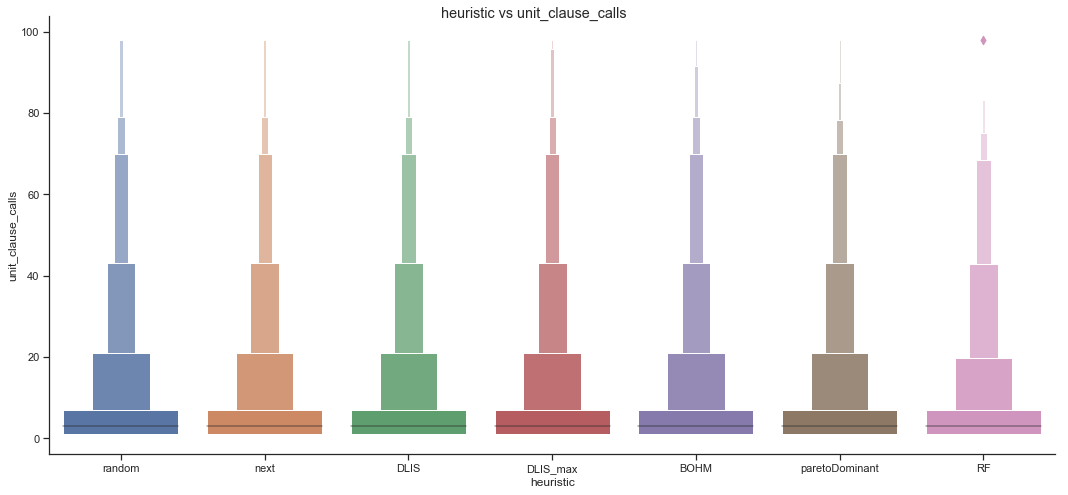 heuristic vs unit_clause_calls
unit_clause_calls
100
80
60
40
20
0
random next DLIS DLIS_max BOHM paretoDominant RF
heuristic